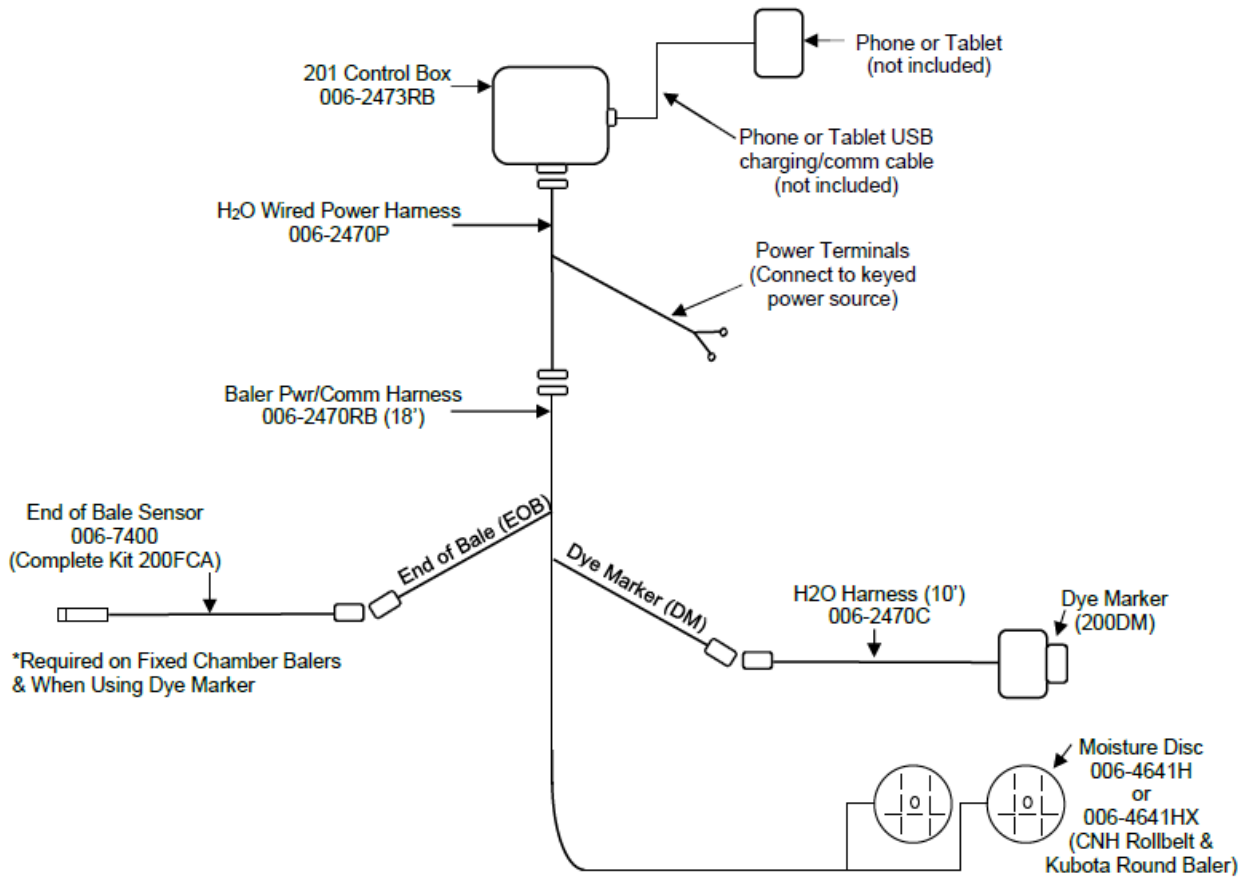 Phone or Tablet
(not included)
201 Control Box
006-2473RB
Phone or Tablet USB
charging/comm cable
(not included)
H₂O Wired Power Harness
006-2470P
Power Terminals
(Connect to keyed
power source)
Baler Pwr/Comm Harness
006-2470RB (18')
End of Bale Sensor
006-7400
(Complete Kit 200FCA)
End of Bale (EOB)
Dye Marker (DM)
H2O Harness (10')
006-2470C
Dye Marker
(200DM)
*Required on Fixed Chamber Balers
& When Using Dye Marker
Moisture Disc
006-4641H
or
006-4641HX
(CNH Rollbelt &
Kubota Round Baler)